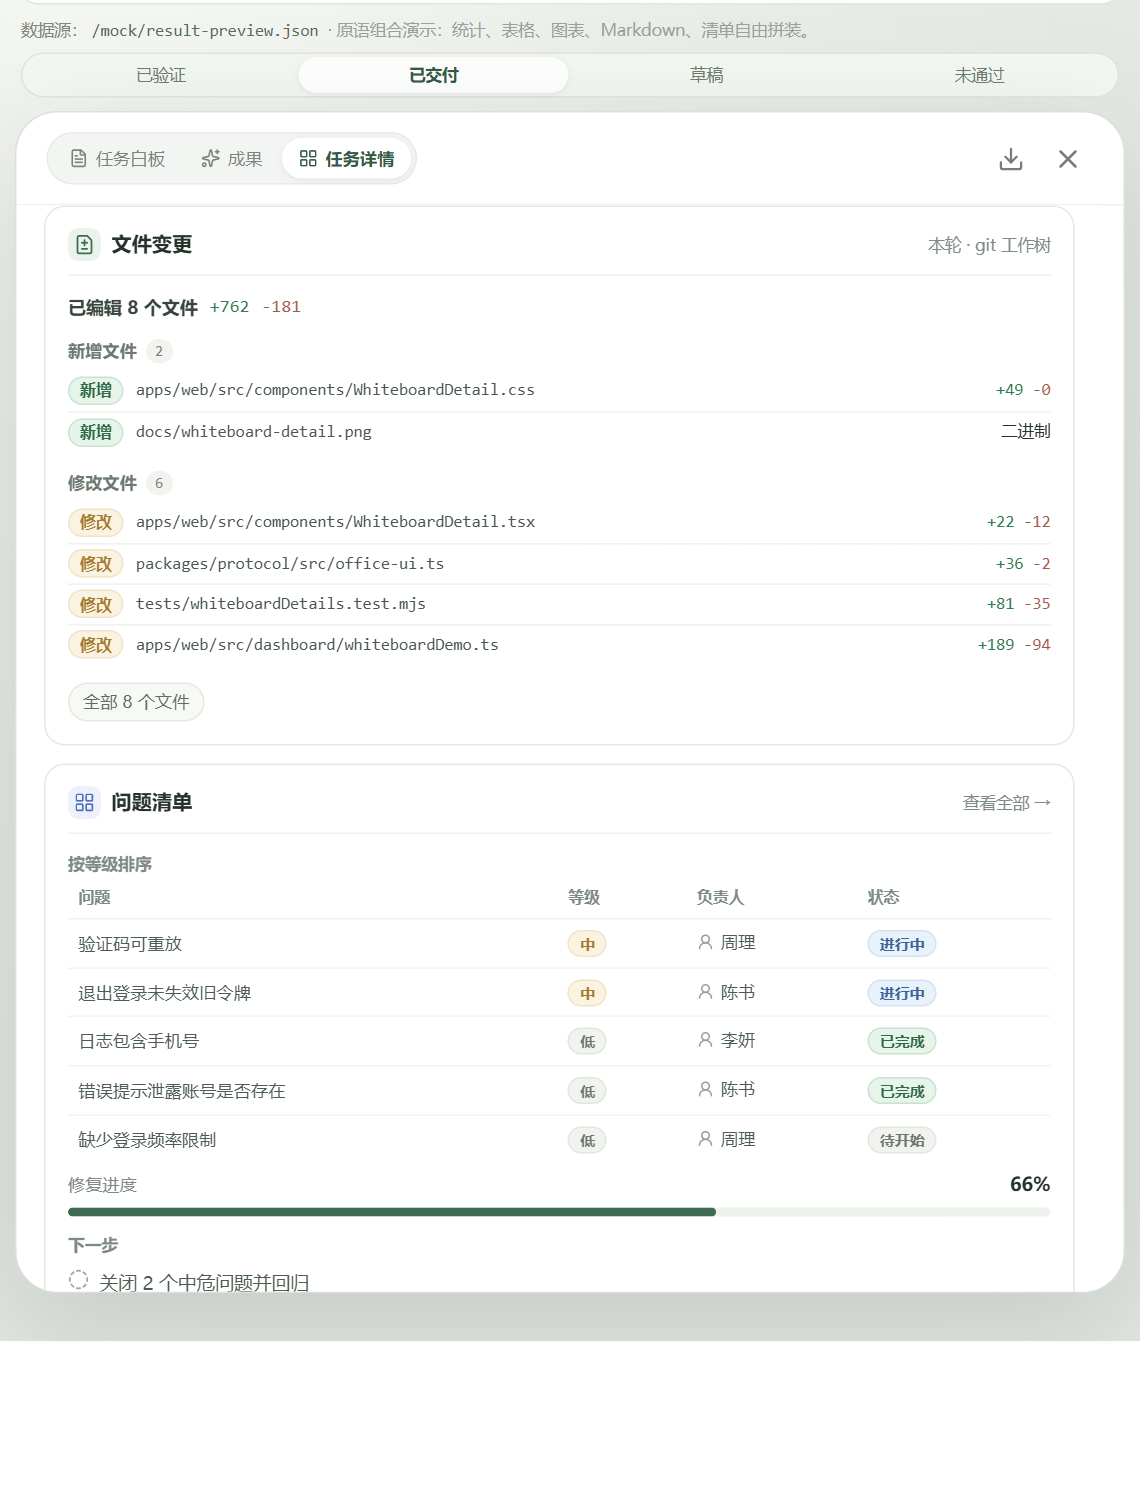 数据源： /mock/result-preview.json · 原语组合演示：统计、表格、图表、Markdown、清单自由拼装。
已验证 已交付 草稿 未通过
任务白板 成果 任务详情
文件变更 本轮 · git 工作树
已编辑 8 个文件 +762 -181
新增文件 2
新增 apps/web/src/components/WhiteboardDetail.css +49 -0
新增 docs/whiteboard-detail.png 二进制
修改文件 6
修改 apps/web/src/components/WhiteboardDetail.tsx +22 -12
修改 packages/protocol/src/office-ui.ts +36 -2
修改 tests/whiteboardDetails.test.mjs +81 -35
修改 apps/web/src/dashboard/whiteboardDemo.ts +189 -94
全部 8 个文件
问题清单 查看全部 →
按等级排序
问题 等级 负责人 状态
验证码可重放 中 周理 进行中
退出登录未失效旧令牌 中 陈书 进行中
日志包含手机号 低 李妍 已完成
错误提示泄露账号是否存在 低 陈书 已完成
缺少登录频率限制 低 周理 待开始
修复进度 66%
下一步
关闭 2 个中危问题并回归